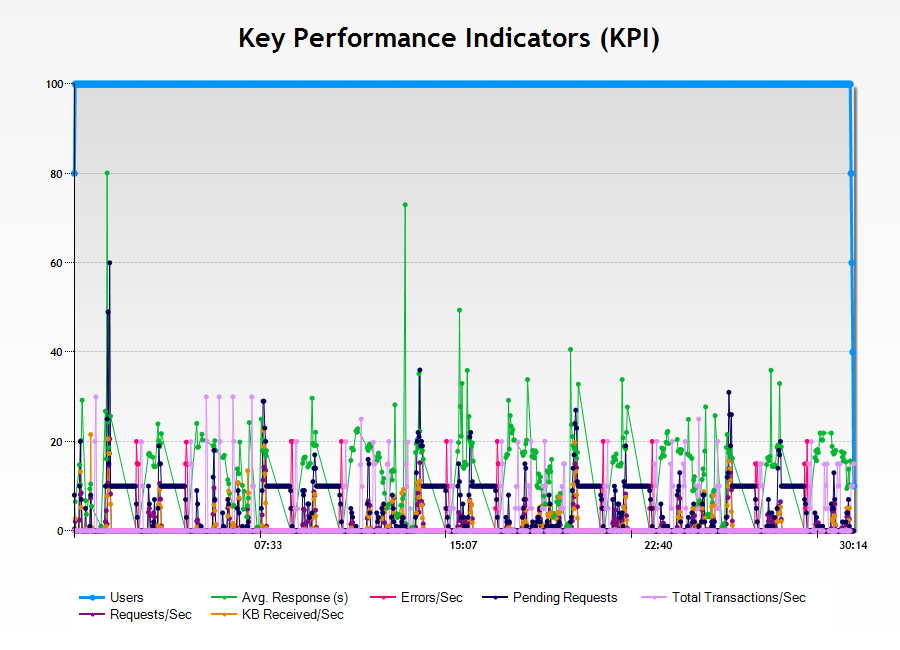 Key Performance Indicators (KPI)
100
80
60
40
20
0
07:33 15:07 22:40 30:14
Users Avg. Response (s) Errors/Sec Pending Requests Total Transactions/Sec
Requests/Sec KB Received/Sec